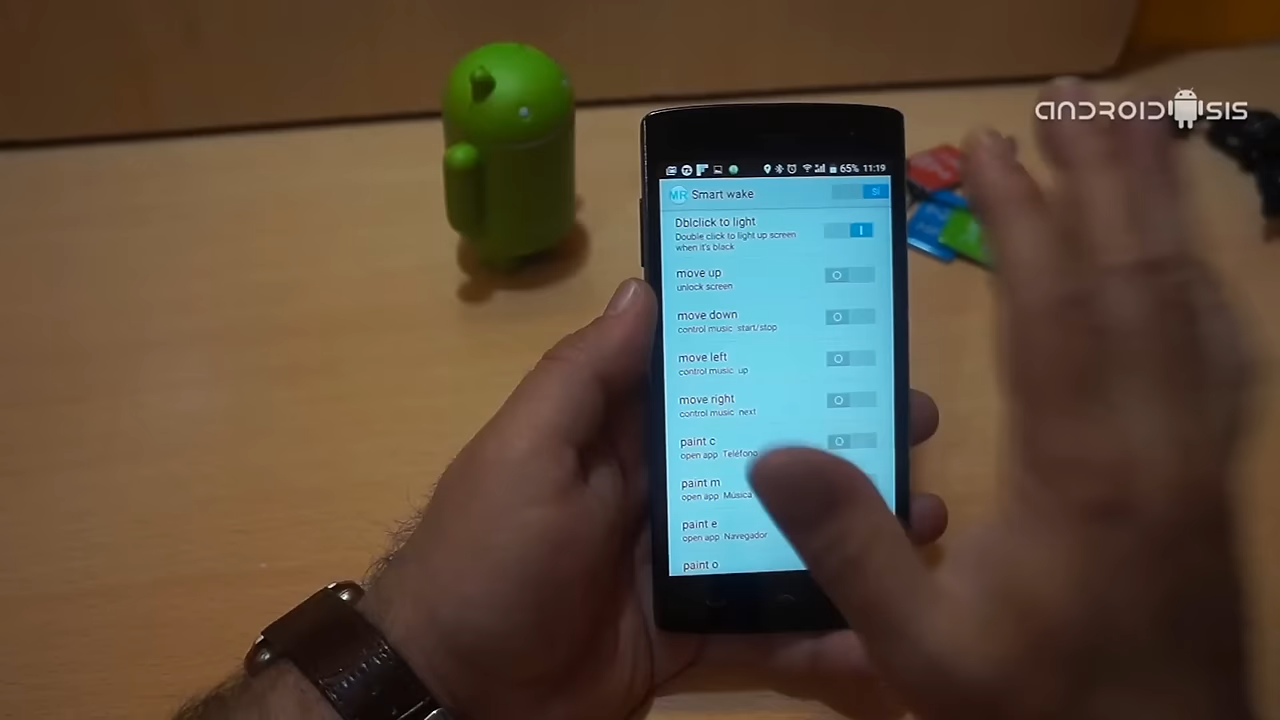 ANDROIDSIS
65% 11:19
MR Smart wake SÍ
Dblclick to light
Double click to light up screen
when it's black
move up
unlock screen
move down
control music start/stop
move left
control music up
move right
control music next
paint c
open app Teléfono
paint m
open app Música
paint e
open app Navegador
paint o